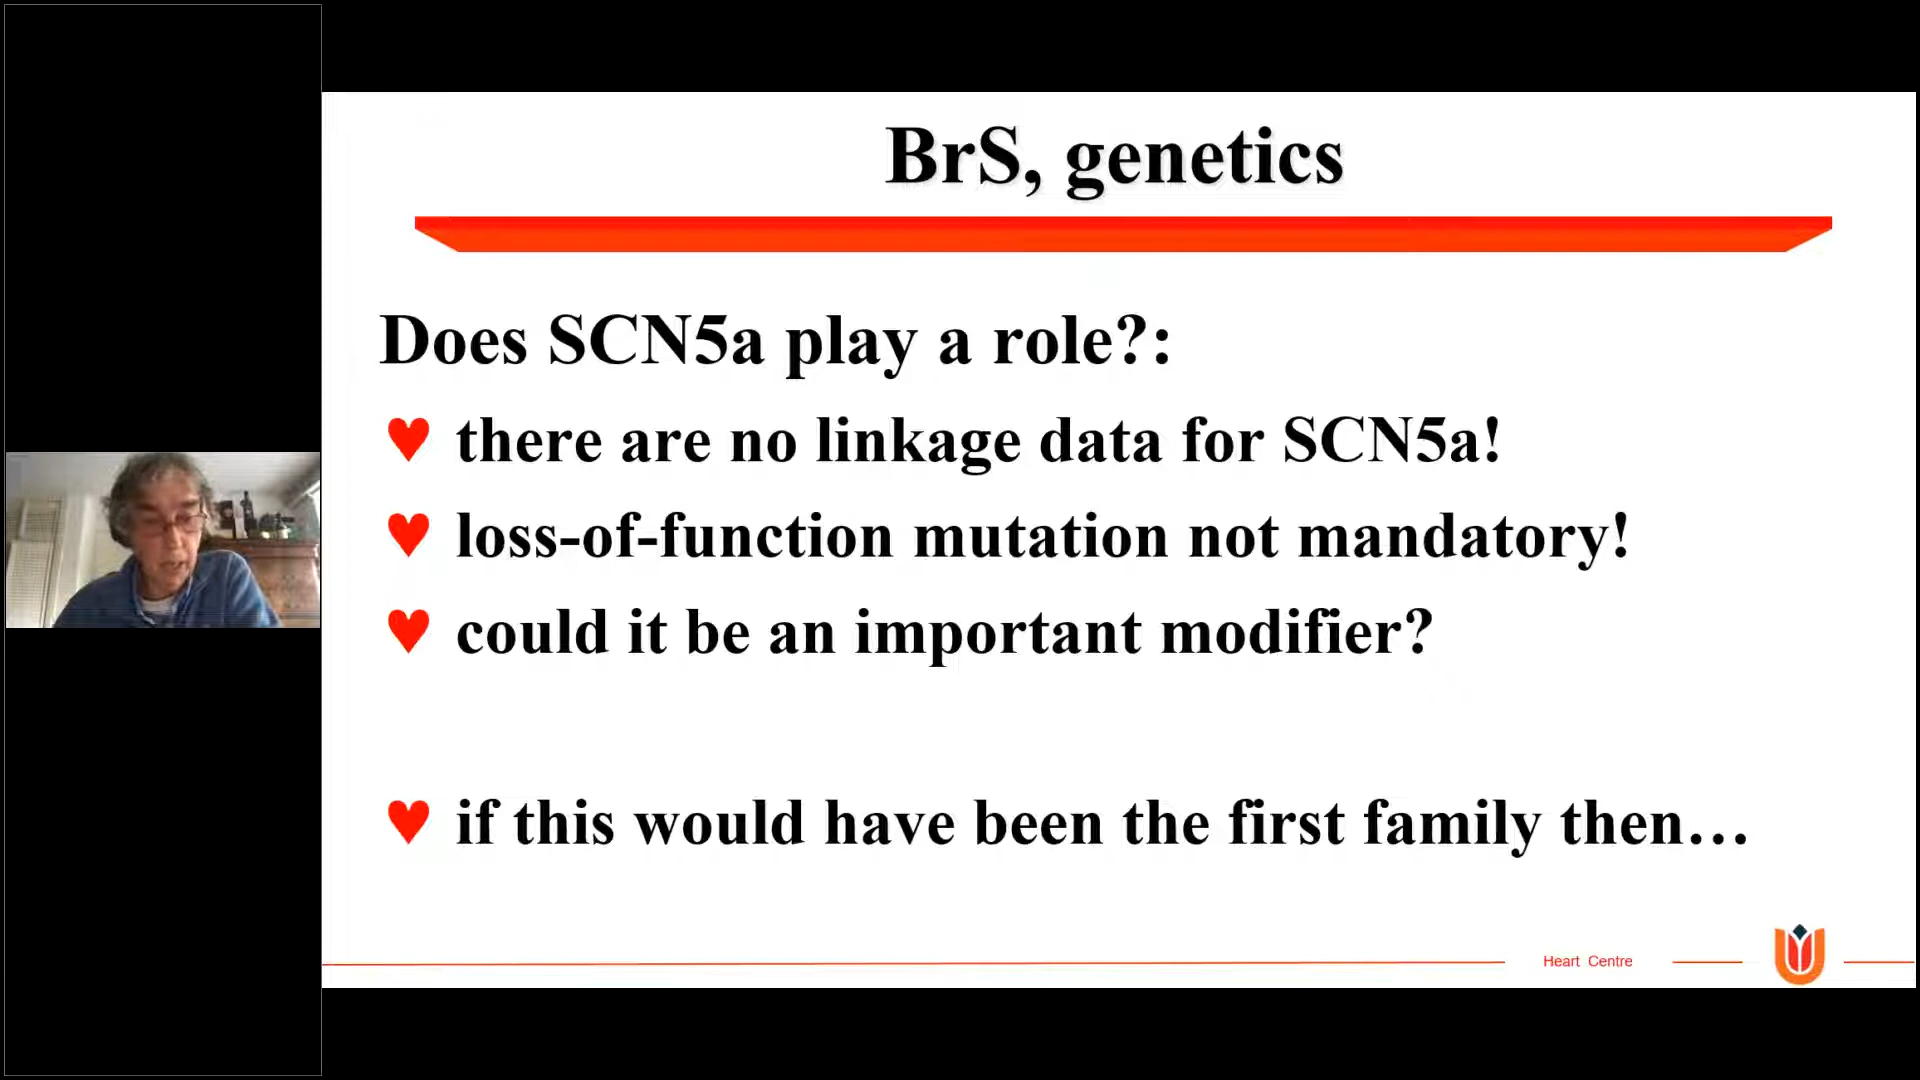 BrS, genetics
Does SCN5a play a role?:
♥ there are no linkage data for SCN5a!
♥ loss-of-function mutation not mandatory!
♥ could it be an important modifier?
♥ if this would have been the first family then…
Heart Centre